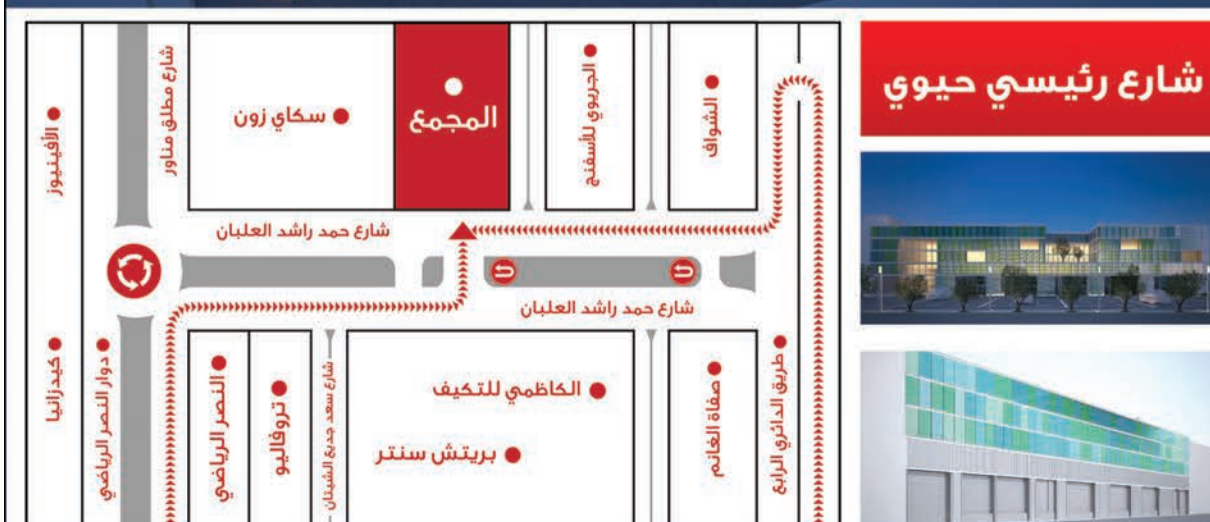 شارع رئيسي حيوي
الشواف
الجريوي للأسفنج
المجمع
سكاي زون
شارع مطلق مناور
الأفينيوز
شارع حمد راشد العلبان
شارع حمد راشد العلبان
طريق الدائري الرابع
صفاة الغانم
الكاظمي للتكيف
بريتش سنتر
شارع سعد جديع الشيتان
تروفاليو
النصر الرياضي
دوار النصر الرياضي
كيدزانيا